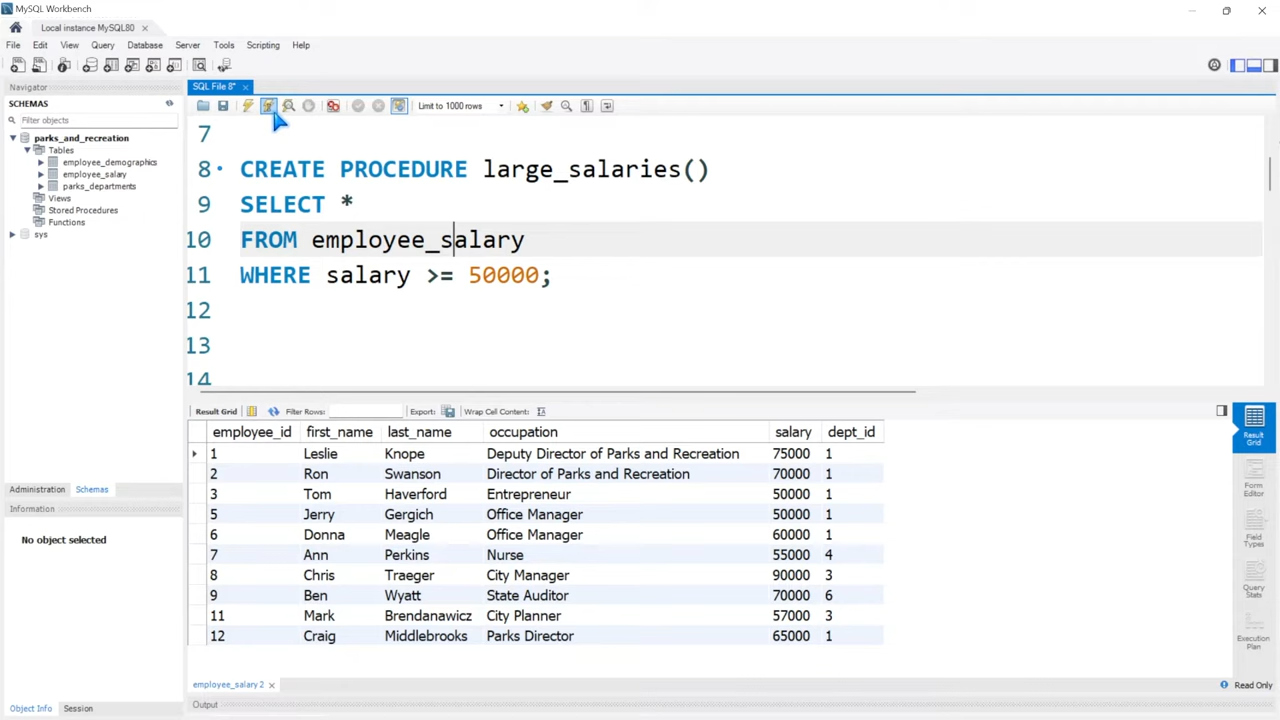 MySQL Workbench
Local instance MySQL80
File Edit View Query Database Server Tools Scripting Help
Navigator
SCHEMAS
Filter objects
parks_and_recreation
Tables
employee_demographics
employee_salary
parks_departments
Views
Stored Procedures
Functions
sys
Administration Schemas
Information
No object selected
Object Info Session
SQL File 8*
Limit to 1000 rows
7
8 CREATE PROCEDURE large_salaries()
9 SELECT *
10 FROM employee_salary
11 WHERE salary >= 50000;
12
13
14
Result Grid Filter Rows: Export: Wrap Cell Content:
employee_id first_name last_name occupation salary dept_id
1 Leslie Knope Deputy Director of Parks and Recreation 75000 1
2 Ron Swanson Director of Parks and Recreation 70000 1
3 Tom Haverford Entrepreneur 50000 1
5 Jerry Gergich Office Manager 50000 1
6 Donna Meagle Office Manager 60000 1
7 Ann Perkins Nurse 55000 4
8 Chris Traeger City Manager 90000 3
9 Ben Wyatt State Auditor 70000 6
11 Mark Brendanawicz City Planner 57000 3
12 Craig Middlebrooks Parks Director 65000 1
Result
Grid
Form
Editor
Field
Types
Query
Stats
Execution
Plan
employee_salary 2
Read Only
Output